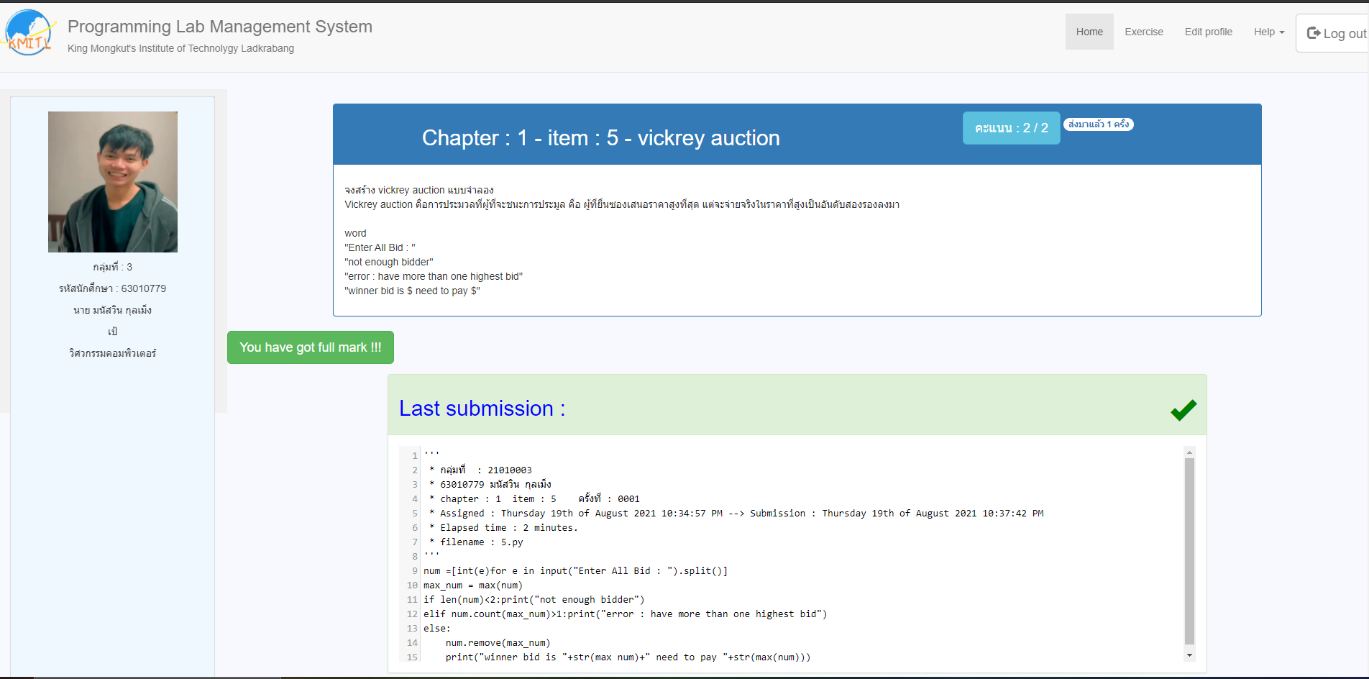 KMITL
Programming Lab Management System
King Mongkut's Institute of Technolygy Ladkrabang
Home
Exercise
Edit profile
Help
Log out
กลุ่มที่ : 3
รหัสนักศึกษา : 63010779
นาย มนัสวิน กุลเม็ง
เป้
วิศวกรรมคอมพิวเตอร์
Chapter : 1 - item : 5 - vickrey auction
คะแนน : 2 / 2
ส่งมาแล้ว 1 ครั้ง
จงสร้าง vickrey auction แบบจำลอง
Vickrey auction คือการประมวลที่ผู้ที่จะชนะการประมูล คือ ผู้ที่ยื่นซองเสนอราคาสูงที่สุด แต่จะจ่ายจริงในราคาที่สูงเป็นอันดับสองรองลงมา
word
"Enter All Bid : "
"not enough bidder"
"error : have more than one highest bid"
"winner bid is $ need to pay $"
You have got full mark !!!
Last submission :
1 '''
2 * กลุ่มที่ : 21010003
3 * 63010779 มนัสวิน กุลเม็ง
4 * chapter : 1 item : 5 ครั้งที่ : 0001
5 * Assigned : Thursday 19th of August 2021 10:34:57 PM --> Submission : Thursday 19th of August 2021 10:37:42 PM
6 * Elapsed time : 2 minutes.
7 * filename : 5.py
8 '''
9 num =[int(e)for e in input("Enter All Bid : ").split()]
10 max_num = max(num)
11 if len(num)<2:print("not enough bidder")
12 elif num.count(max_num)>1:print("error : have more than one highest bid")
13 else:
14 num.remove(max_num)
15 print("winner bid is "+str(max_num)+" need to pay "+str(max(num)))